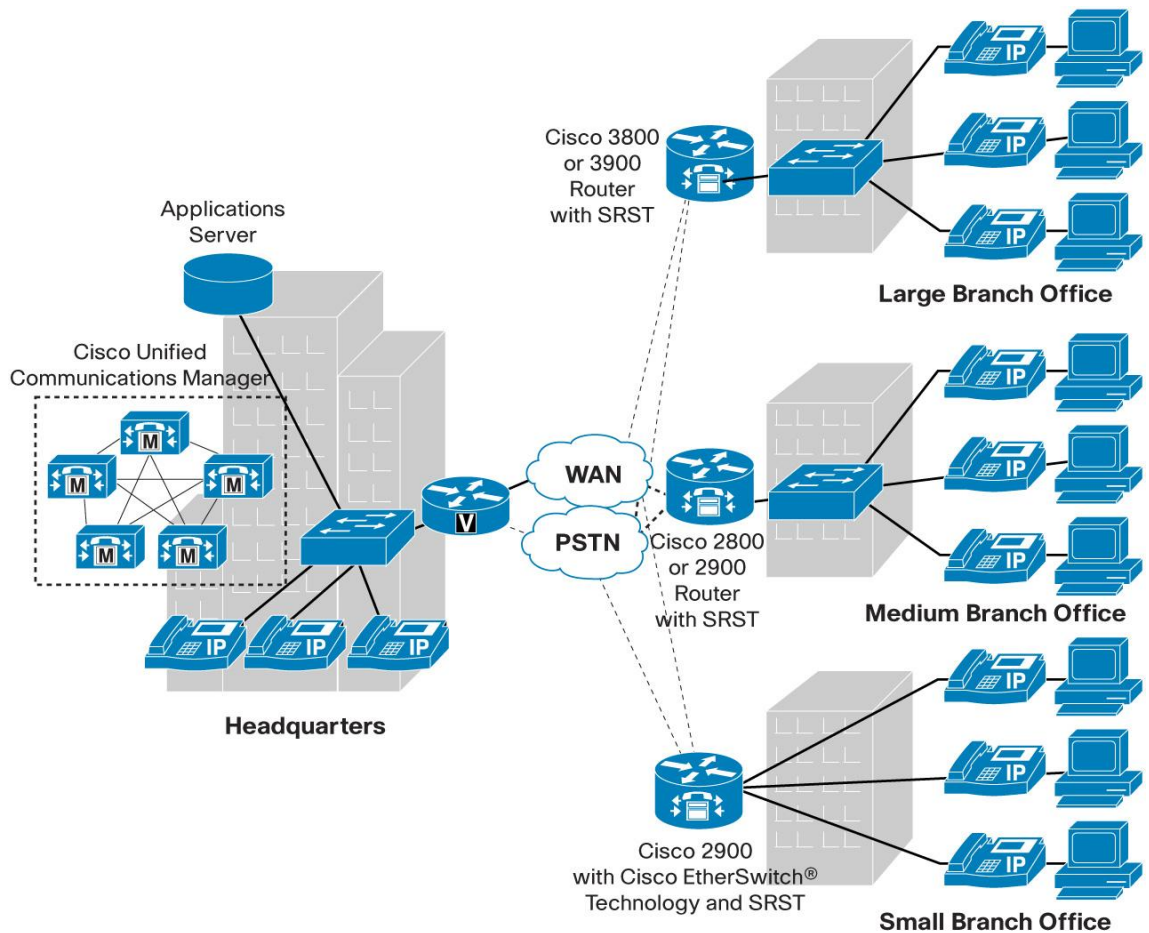 Applications
Server
Cisco Unified
Communications Manager
M
M
M
M
M
V
IP
IP
IP
Headquarters
WAN
PSTN
Cisco 3800
or 3900
Router
with SRST
IP
IP
IP
Large Branch Office
Cisco 2800
or 2900
Router
with SRST
IP
IP
IP
Medium Branch Office
Cisco 2900
with Cisco EtherSwitch®
Technology and SRST
IP
IP
IP
Small Branch Office